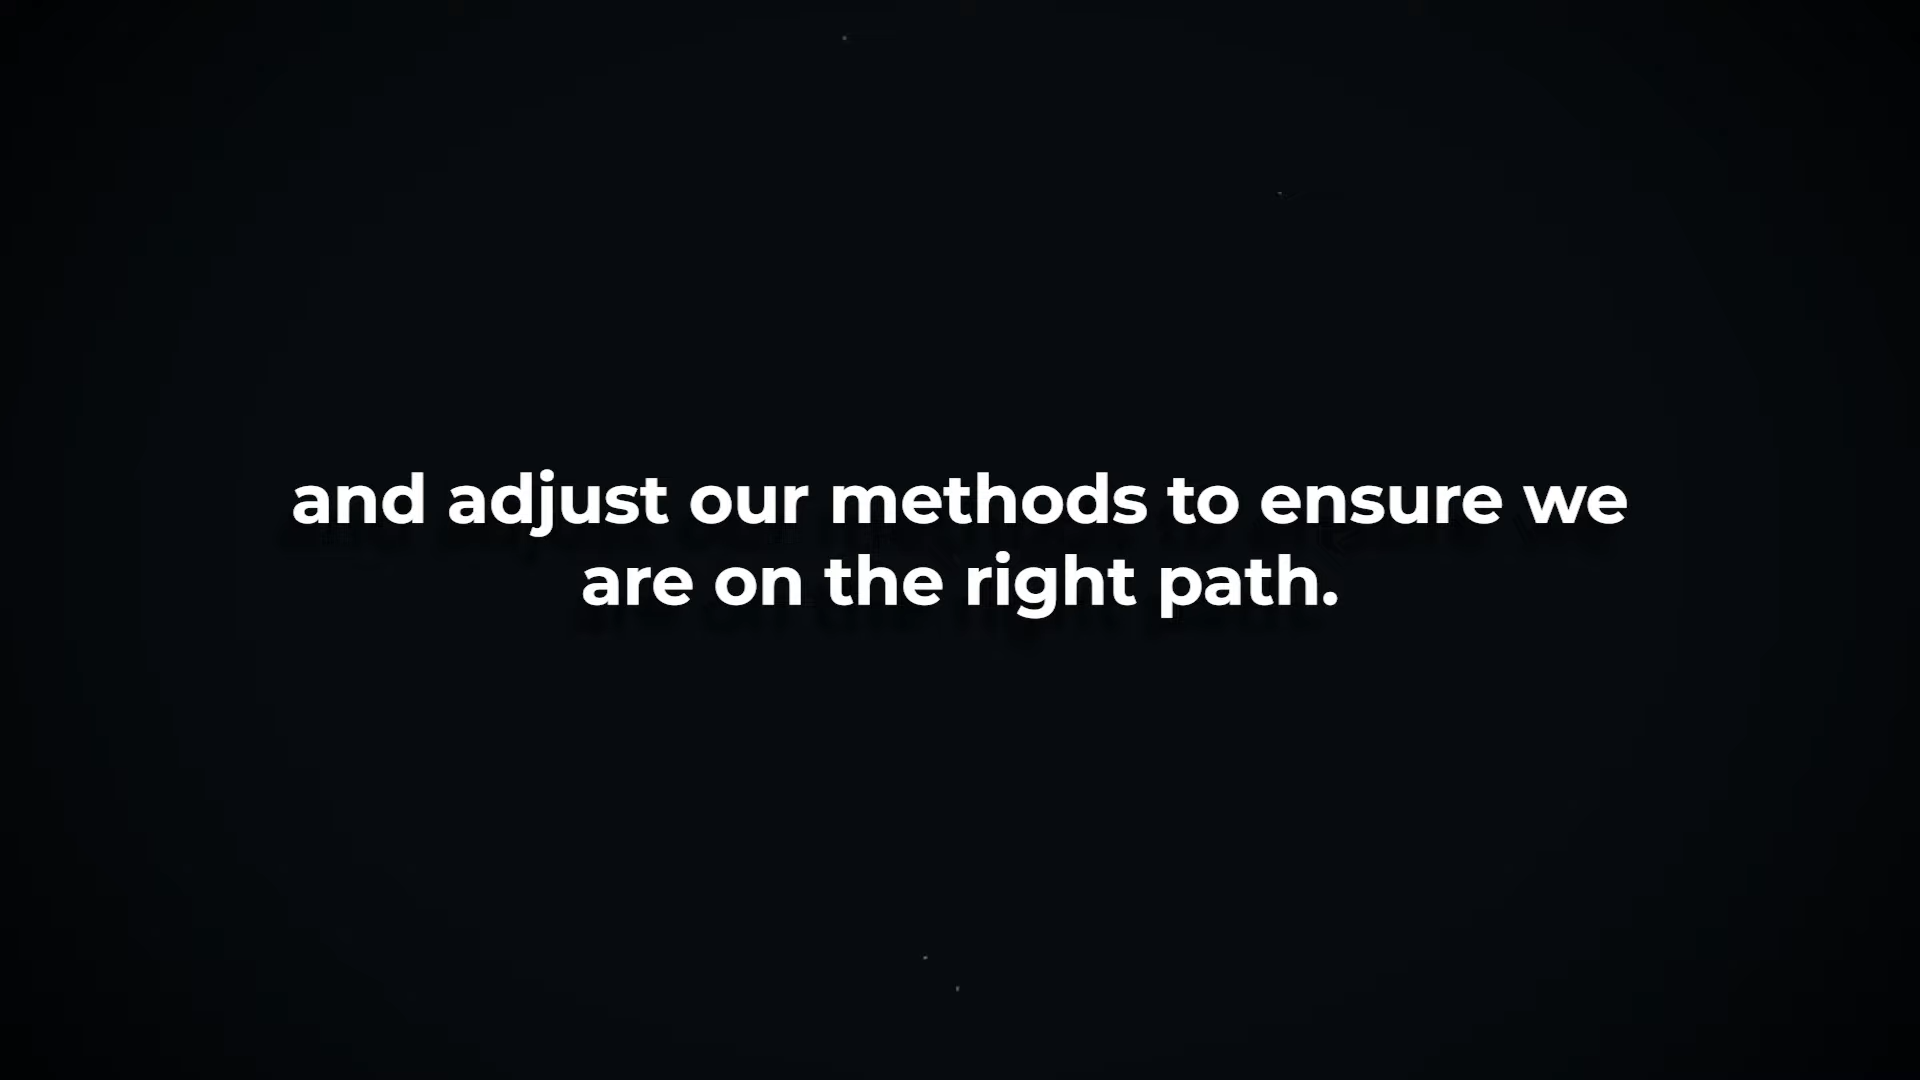 and adjust our methods to ensure we
are on the right path.